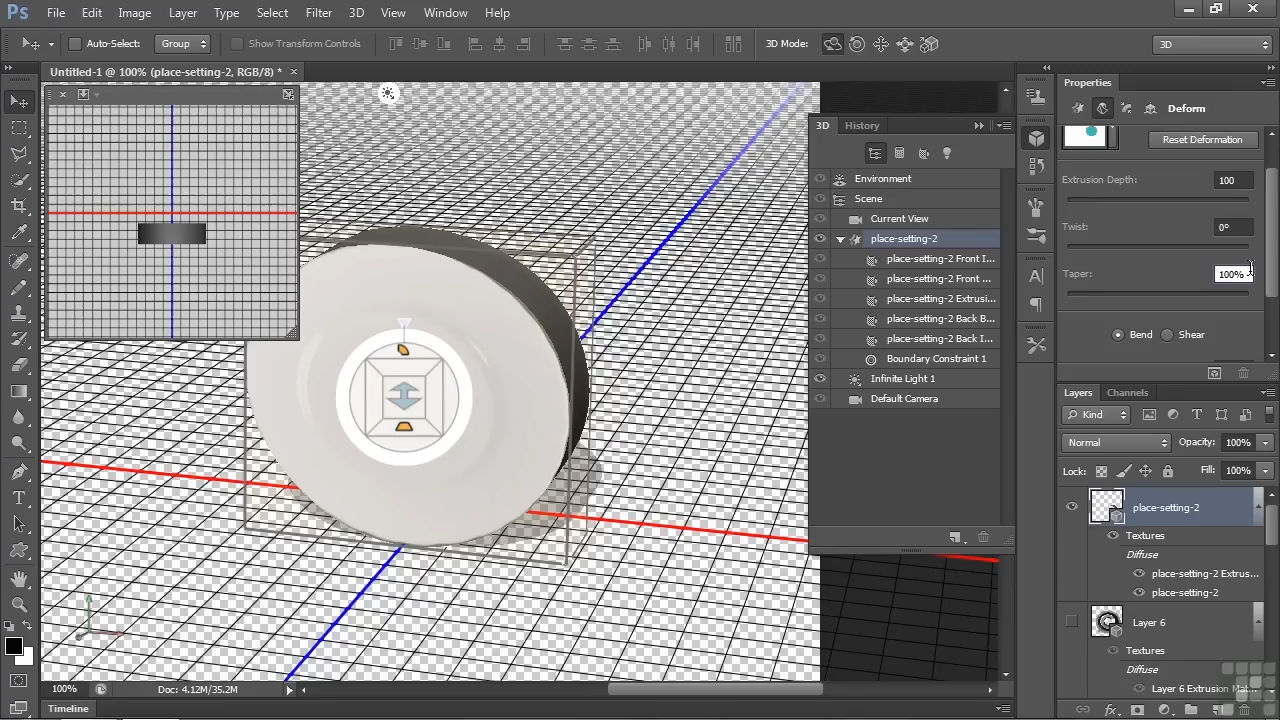 Ps File Edit Image Layer Type Select Filter 3D View Window Help
Auto-Select: Group Show Transform Controls 3D Mode: 3D
Untitled-1 @ 100% (place-setting-2, RGB/8) * ×
3D History
Environment
Scene
Current View
place-setting-2
place-setting-2 Front I...
place-setting-2 Front ...
place-setting-2 Extrusi...
place-setting-2 Back B...
place-setting-2 Back I...
Boundary Constraint 1
Infinite Light 1
Default Camera
Properties
Deform
Reset Deformation
Extrusion Depth: 100
Twist: 0°
Taper: 100%
Bend Shear
Layers Channels
Kind
Normal Opacity: 100%
Lock: Fill: 100%
place-setting-2
Textures
Diffuse
place-setting-2 Extrus...
place-setting-2
Layer 6
Textures
Diffuse
Layer 6 Extrusion Mat...
100% Doc: 4.12M/35.2M
Timeline